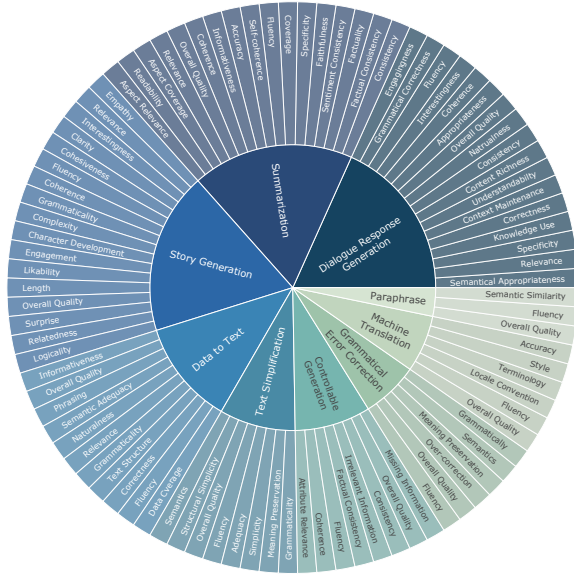 Summarization
Dialogue Response
Generation
Story Generation
Data to Text
Text Simplification
Controllable
Generation
Grammatical
Error Correction
Machine
Translation
Paraphrase
Semantical Appropriateness
Relevance
Specificity
Knowledge Use
Correctness
Context Maintenance
Understandability
Content Richness
Consistency
Natrualness
Overall Quality
Appropriateness
Coherence
Interestingness
Fluency
Grammatical Correctness
Engagingness
Consistency
Factual Consistency
Factuality
Sentiment Consistency
Faithfulness
Specificity
Coverage
Fluency
Self-coherence
Accuracy
Informativeness
Coherence
Overall Quality
Relevance
Aspect Coverage
Readability
Aspect Relevance
Empathy
Relevance
Interestingness
Clarity
Cohesiveness
Fluency
Coherence
Grammaticality
Complexity
Character Development
Engagement
Likability
Length
Overall Quality
Surprise
Relatedness
Logicality
Informativeness
Overall Quality
Phrasing
Semantic Adequacy
Naturalness
Relevance
Grammaticality
Text Structure
Correctness
Fluency
Data Coverage
Semantics
Structural Simplicity
Overall Quality
Fluency
Adequacy
Simplicity
Meaning Preservation
Grammaticality
Attribute Relevance
Coherence
Fluency
Factual Consistency
Irrelevant Information
Consistency
Overall Quality
Missing Information
Fluency
Overall Quality
Over-correction
Meaning Preservation
Semantics
Grammatically
Overall Quality
Fluency
Locale Convention
Terminology
Style
Accuracy
Overall Quality
Fluency
Semantic Similarity